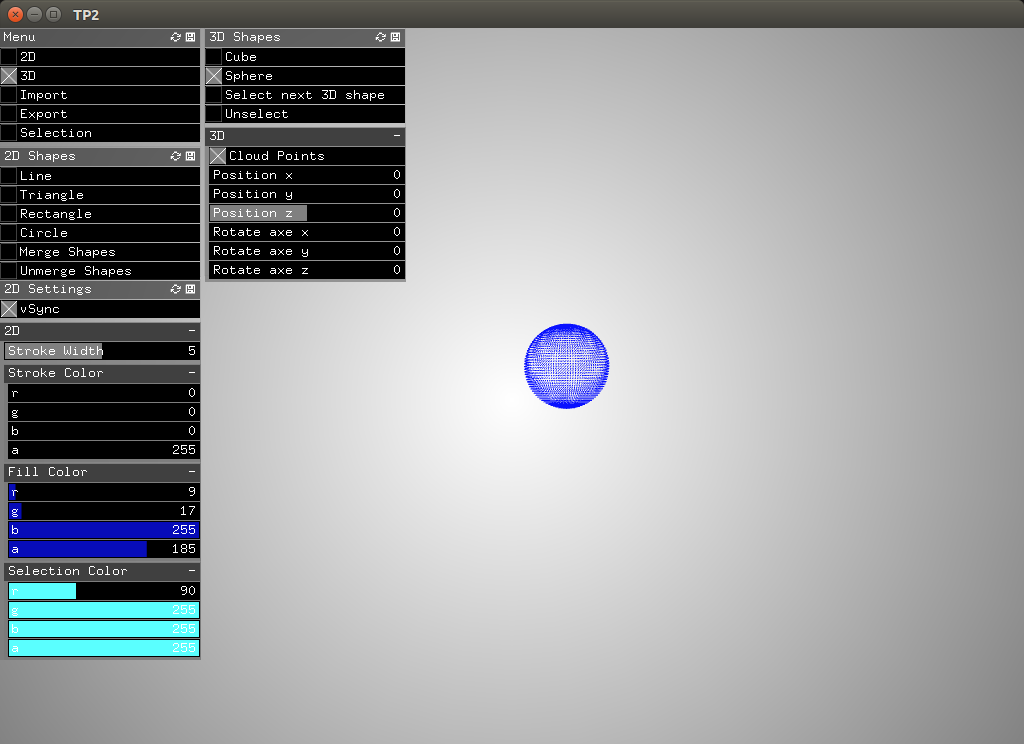 TP2
Menu
2D
3D
Import
Export
Selection
2D Shapes
Line
Triangle
Rectangle
Circle
Merge Shapes
Unmerge Shapes
2D Settings
vSync
2D
Stroke Width 5
Stroke Color
r 0
g 0
b 0
a 255
Fill Color
r 9
g 17
b 255
a 185
Selection Color
r 90
g 255
b 255
a 255
3D Shapes
Cube
Sphere
Select next 3D shape
Unselect
3D
Cloud Points
Position x 0
Position y 0
Position z 0
Rotate axe x 0
Rotate axe y 0
Rotate axe z 0